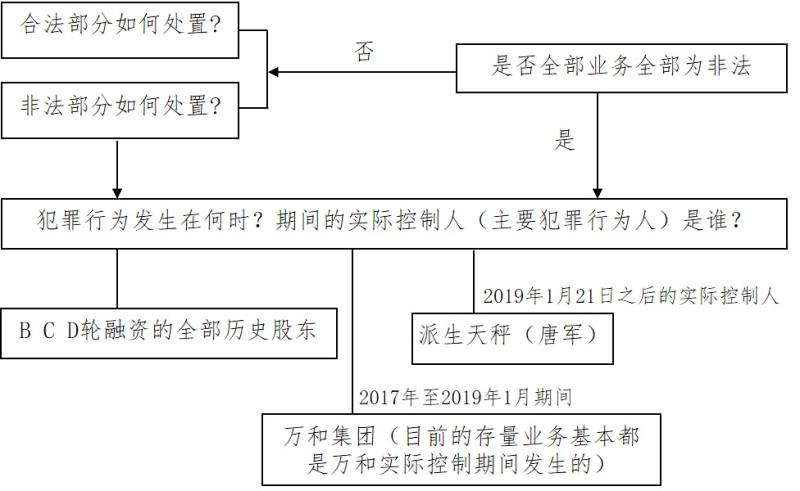 合法部分如何处置?
否
是否全部业务全部为非法
非法部分如何处置?
是
犯罪行为发生在何时？期间的实际控制人（主要犯罪行为人）是谁？
2019年1月21日之后的实际控制人
B C D轮融资的全部历史股东
派生天秤（唐军）
2017年至2019年1月期间
万和集团（目前的存量业务基本都
是万和实际控制期间发生的）